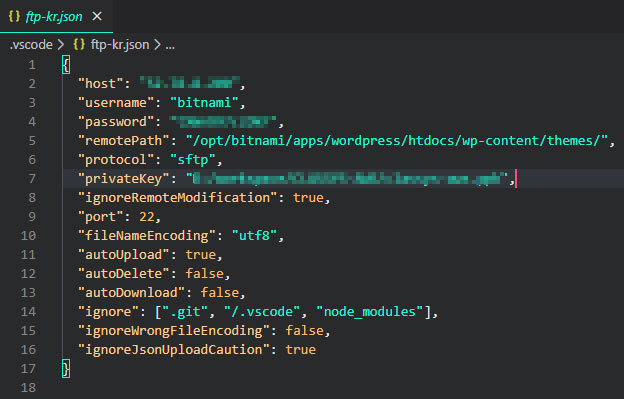 {} ftp-kr.json ×
.vscode > {} ftp-kr.json > ...
1 {
2 "host": "",
3 "username": "bitnami",
4 "password": "",
5 "remotePath": "/opt/bitnami/apps/wordpress/htdocs/wp-content/themes/",
6 "protocol": "sftp",
7 "privateKey": "",
8 "ignoreRemoteModification": true,
9 "port": 22,
10 "fileNameEncoding": "utf8",
11 "autoUpload": true,
12 "autoDelete": false,
13 "autoDownload": false,
14 "ignore": [".git", "/.vscode", "node_modules"],
15 "ignoreWrongFileEncoding": false,
16 "ignoreJsonUploadCaution": true
17 }
18